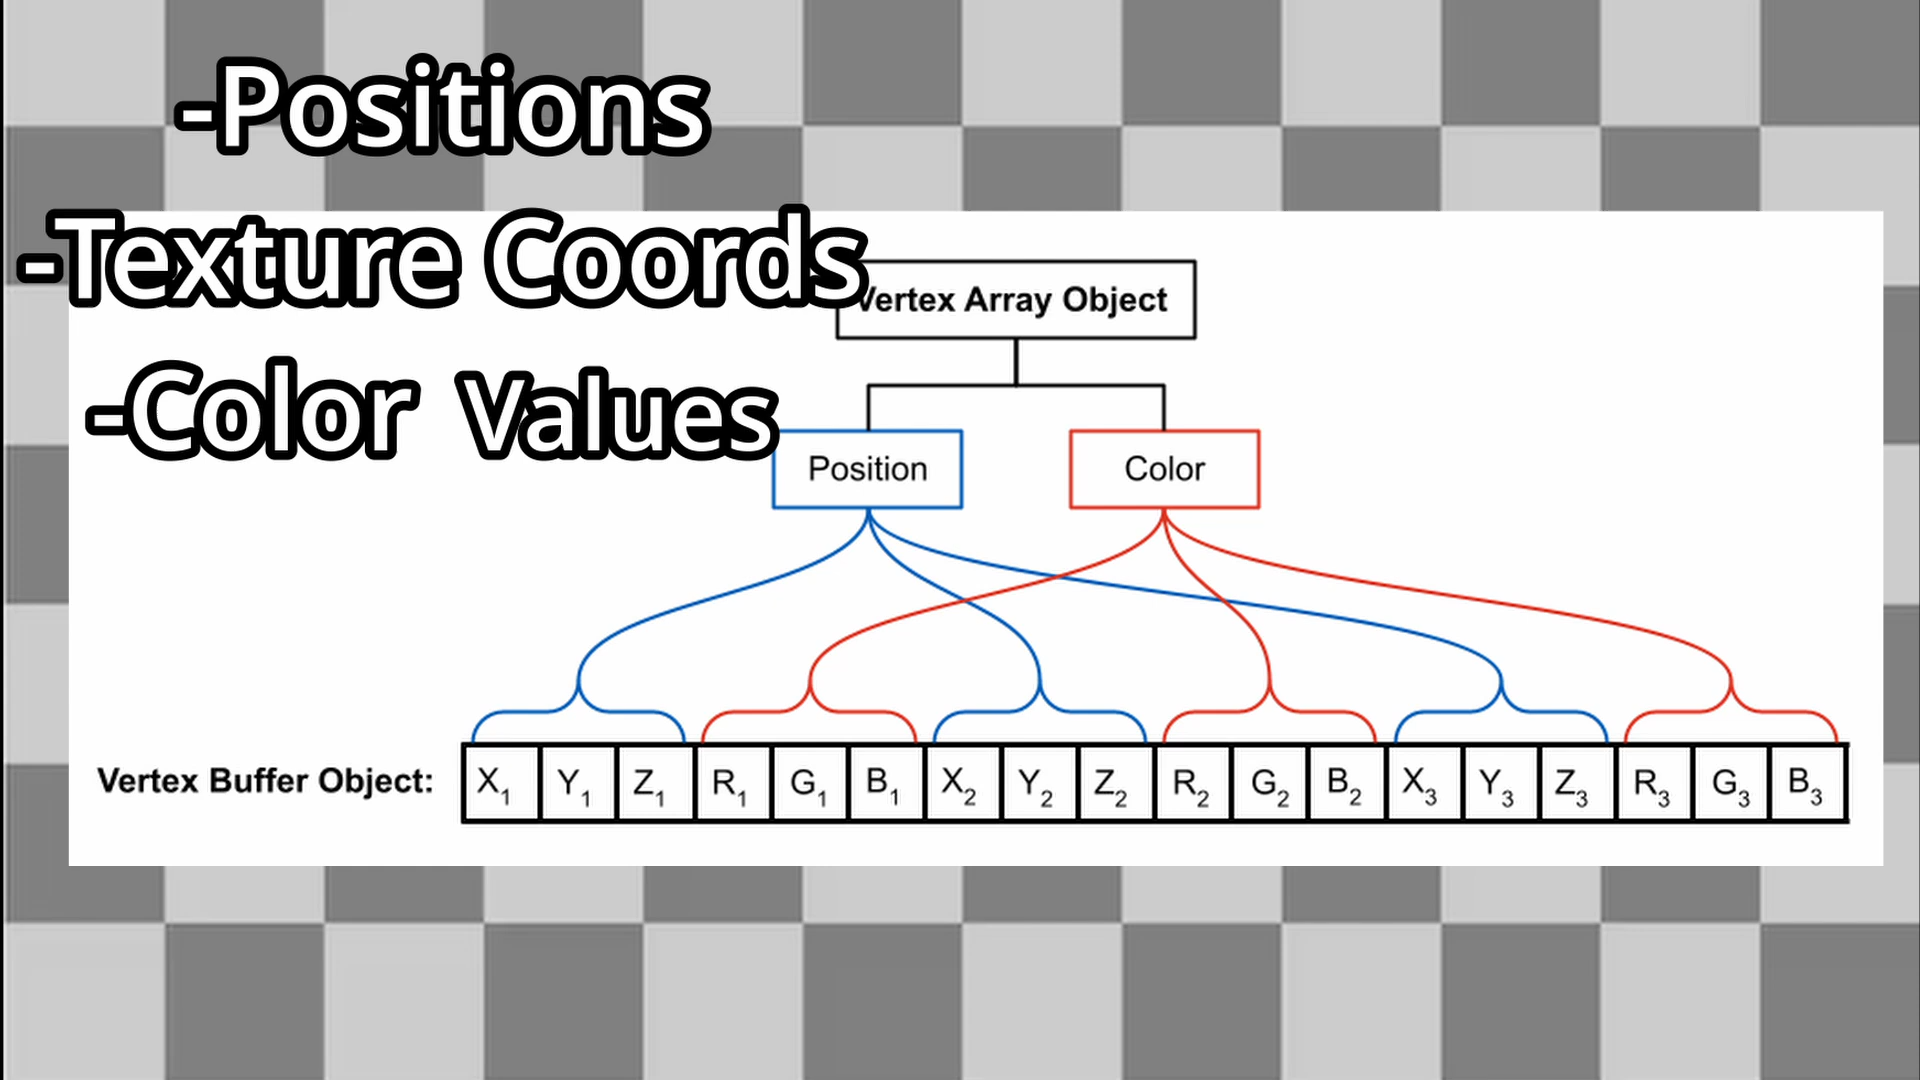 -Positions
-Texture Coords
Vertex Array Object
-Color Values
Position
Color
Vertex Buffer Object:
X1 Y1 Z1 R1 G1 B1 X2 Y2 Z2 R2 G2 B2 X3 Y3 Z3 R3 G3 B3